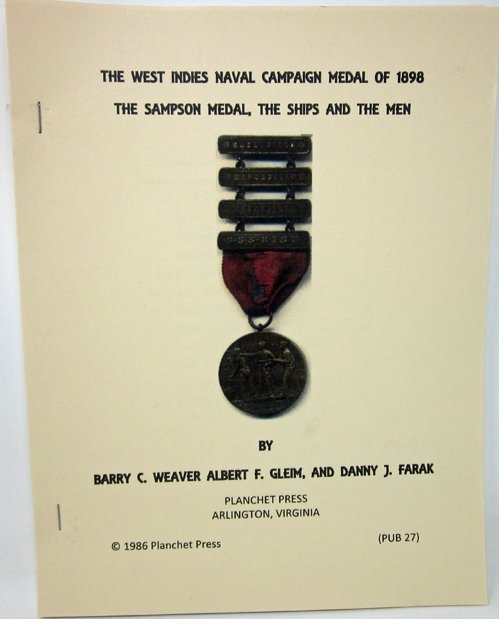 THE WEST INDIES NAVAL CAMPAIGN MEDAL OF 1898
THE SAMPSON MEDAL, THE SHIPS AND THE MEN
BY
BARRY C. WEAVER ALBERT F. GLEIM, AND DANNY J. FARAK
PLANCHET PRESS
ARLINGTON, VIRGINIA
© 1986 Planchet Press
(PUB 27)